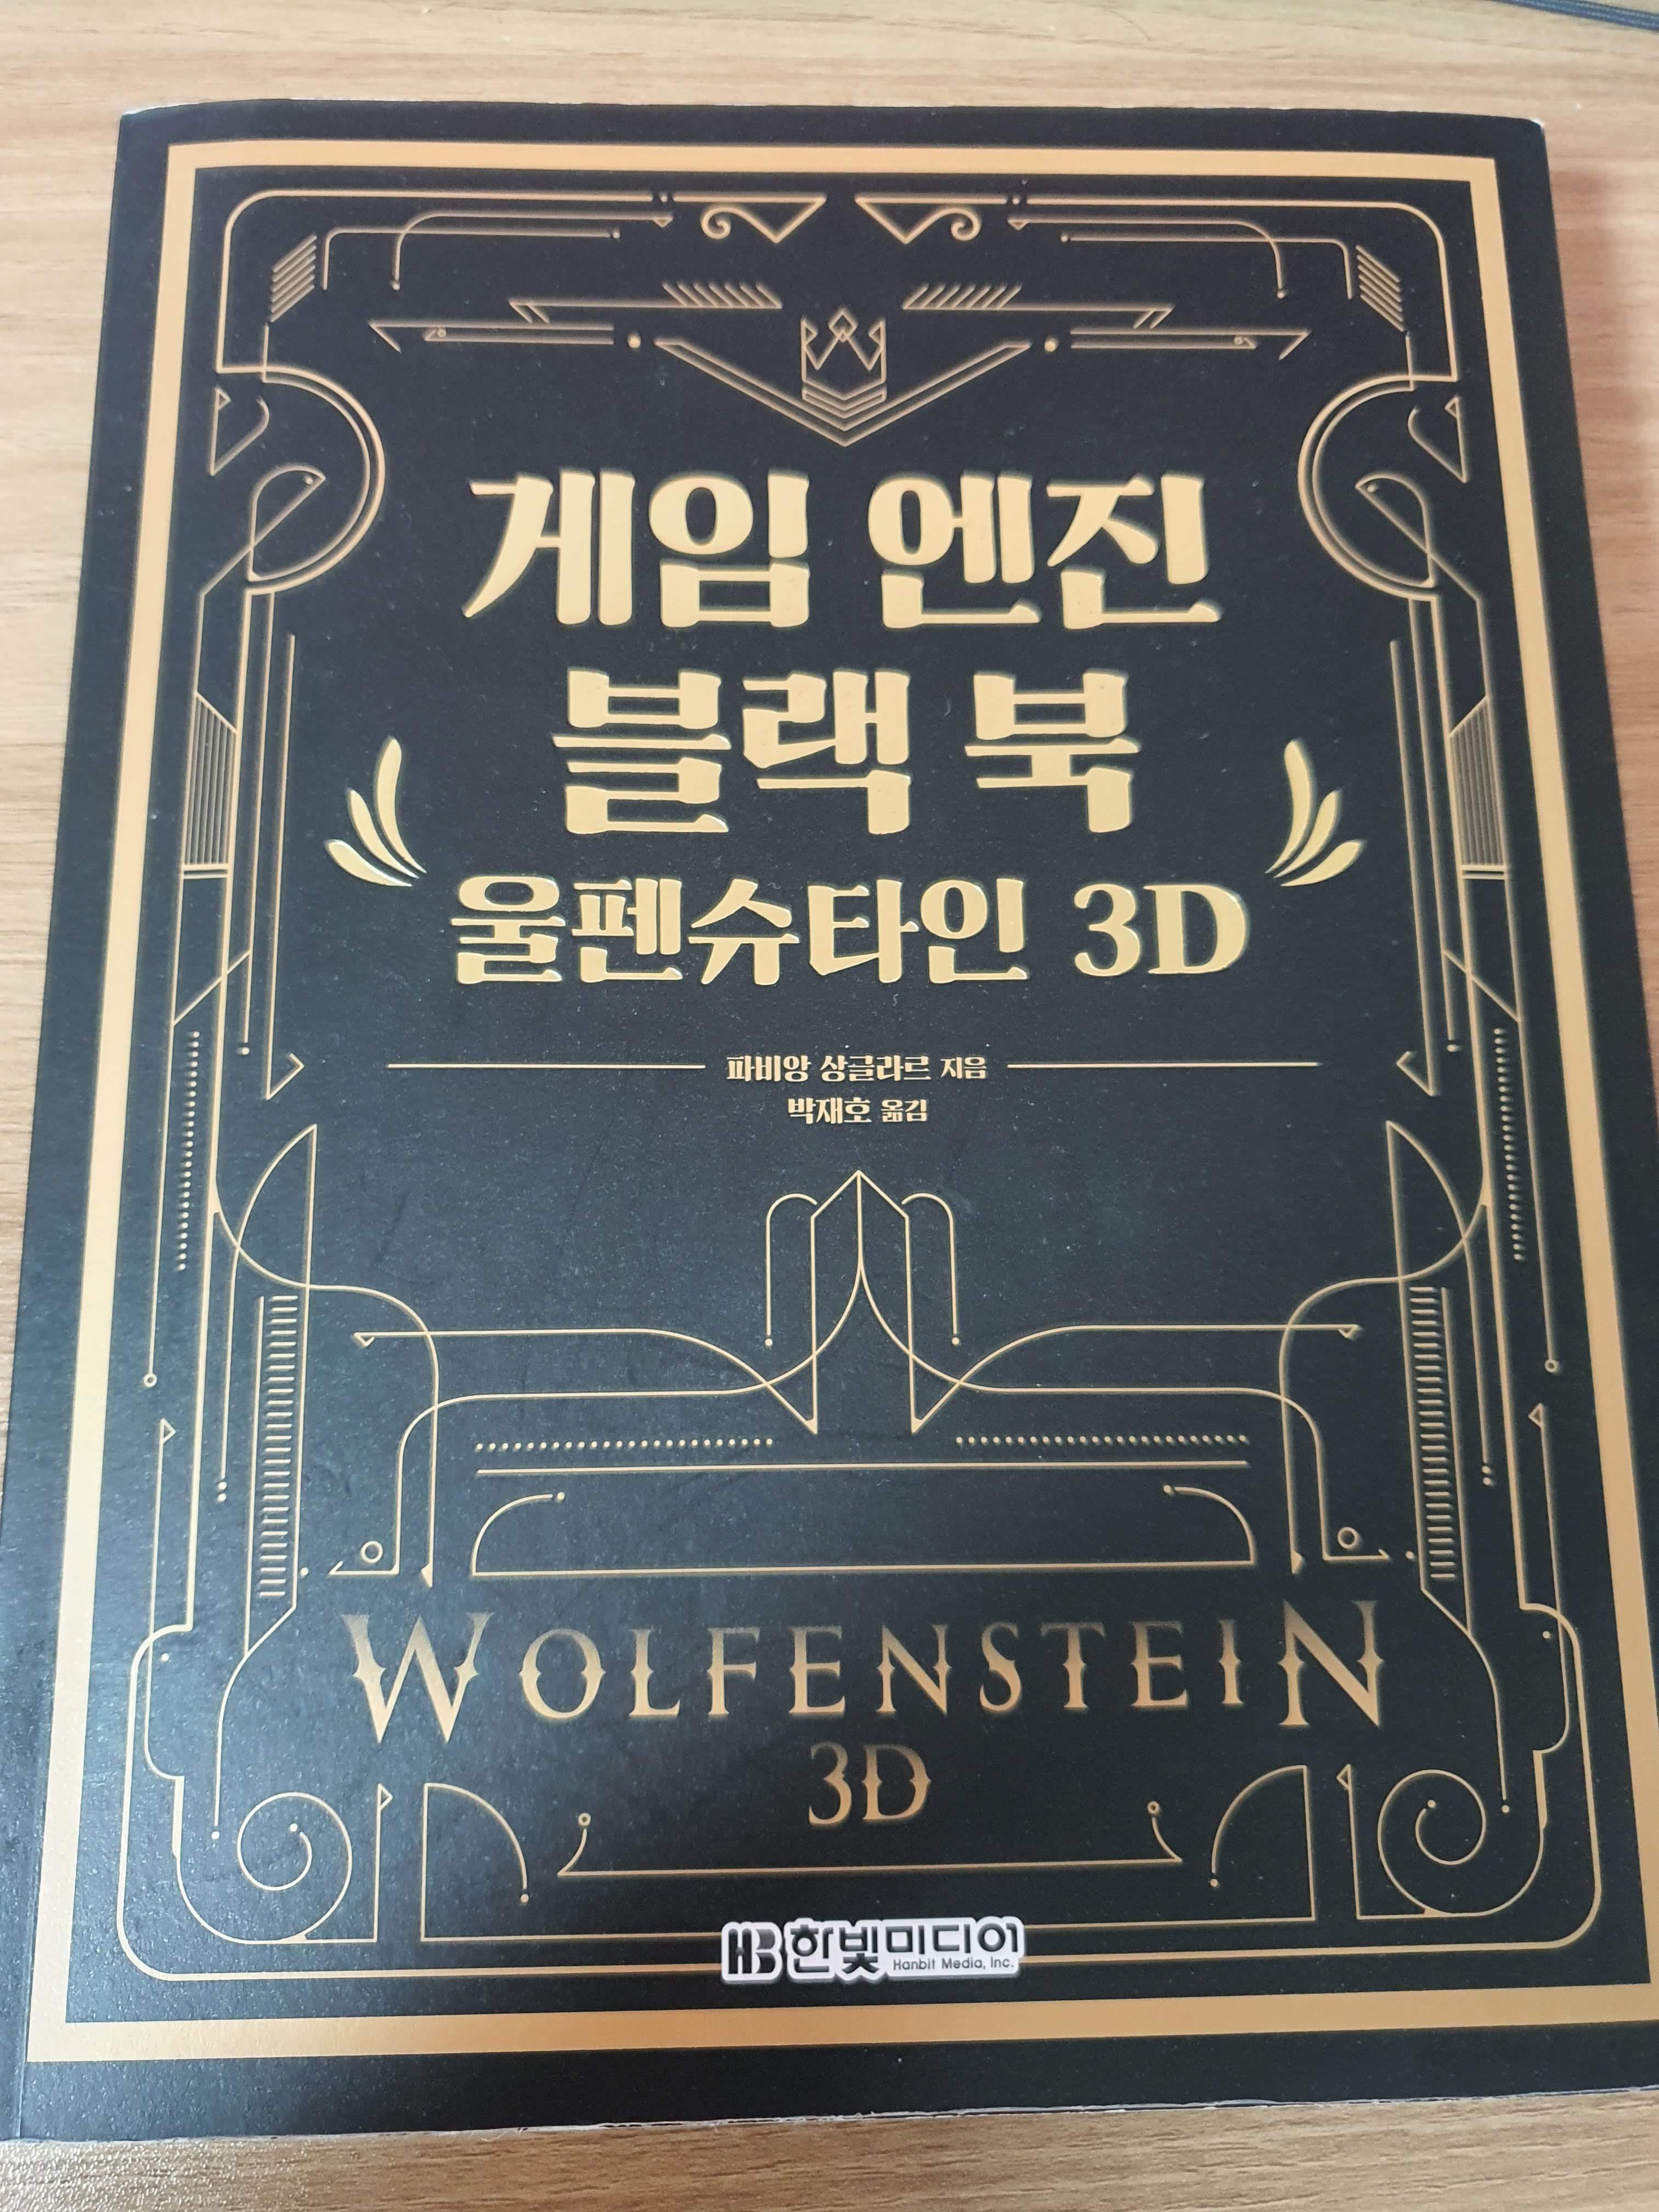 게임 엔진
블랙 북
울펜슈타인 3D
파비앙 상글라르 지음
박재호 옮김
WOLFENSTEIN
3D
HB 한빛미디어
Hanbit Media, Inc.